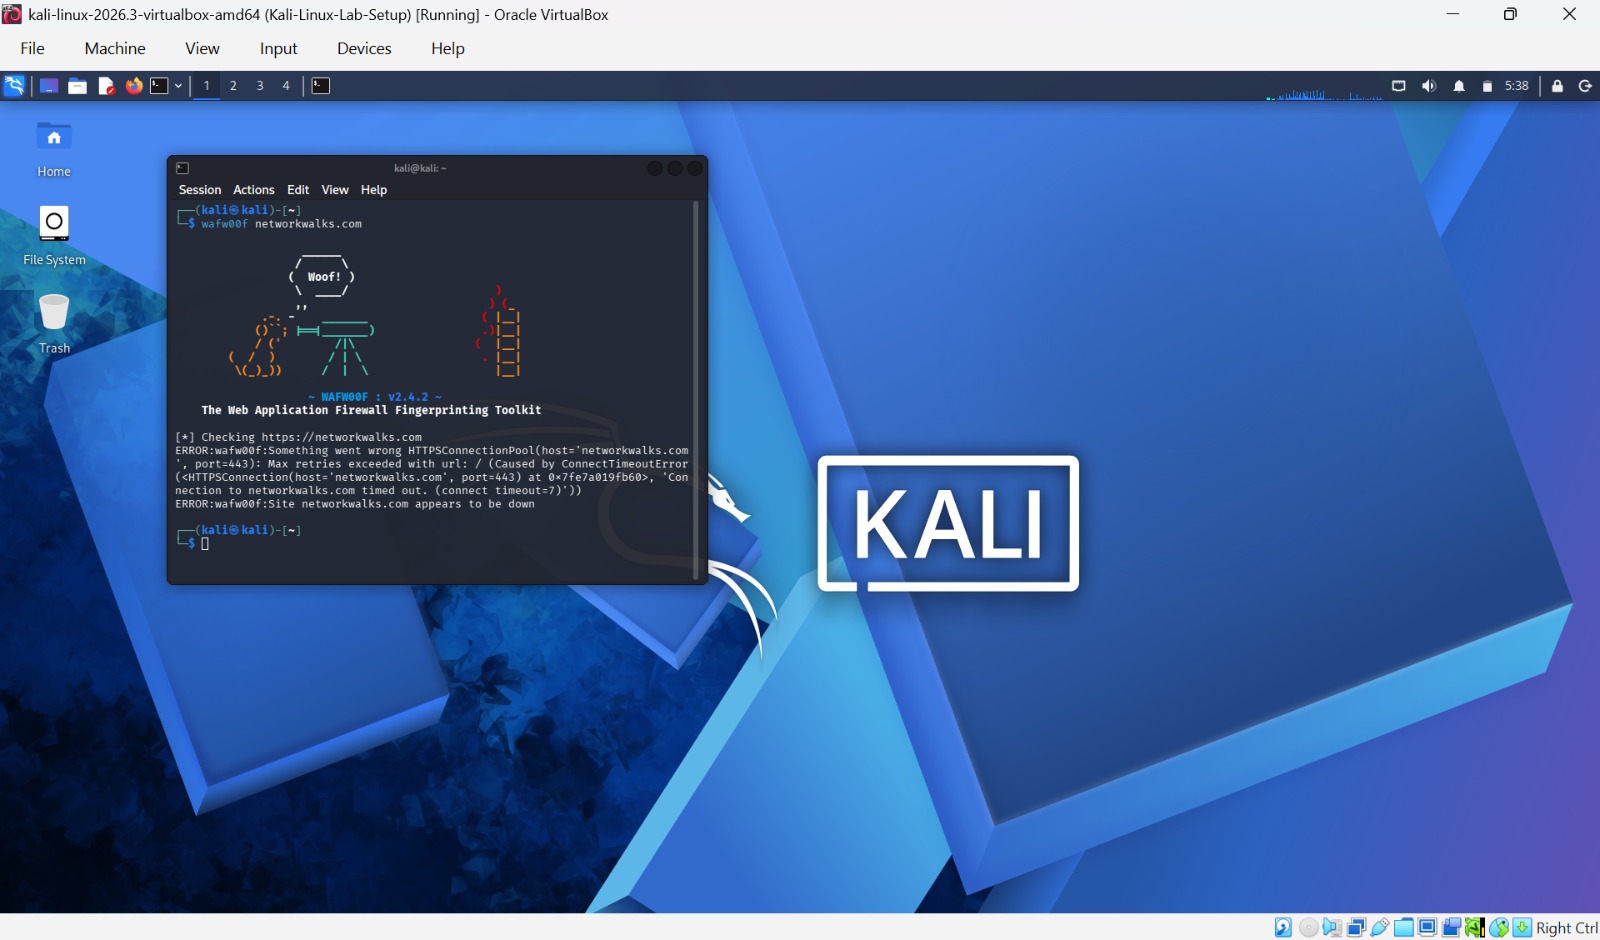 kali-linux-2026.3-virtualbox-amd64 (Kali-Linux-Lab-Setup) [Running] - Oracle VirtualBox
File Machine View Input Devices Help
1 2 3 4 5:38
Home
File System
Trash
kali@kali: ~
Session Actions Edit View Help
┌──(kali㉿kali)-[~]
└─$ wafw00f networkwalks.com
Woof!
~ WAFW00F : v2.4.2 ~
The Web Application Firewall Fingerprinting Toolkit
[*] Checking https://networkwalks.com
ERROR:wafw00f:Something went wrong HTTPSConnectionPool(host='networkwalks.com
', port=443): Max retries exceeded with url: / (Caused by ConnectTimeoutError
(<HTTPSConnection(host='networkwalks.com', port=443) at 0x7fe7a019fb60>, 'Con
nection to networkwalks.com timed out. (connect timeout=7)'))
ERROR:wafw00f:Site networkwalks.com appears to be down
┌──(kali㉿kali)-[~]
└─$
KALI
Right Ctrl